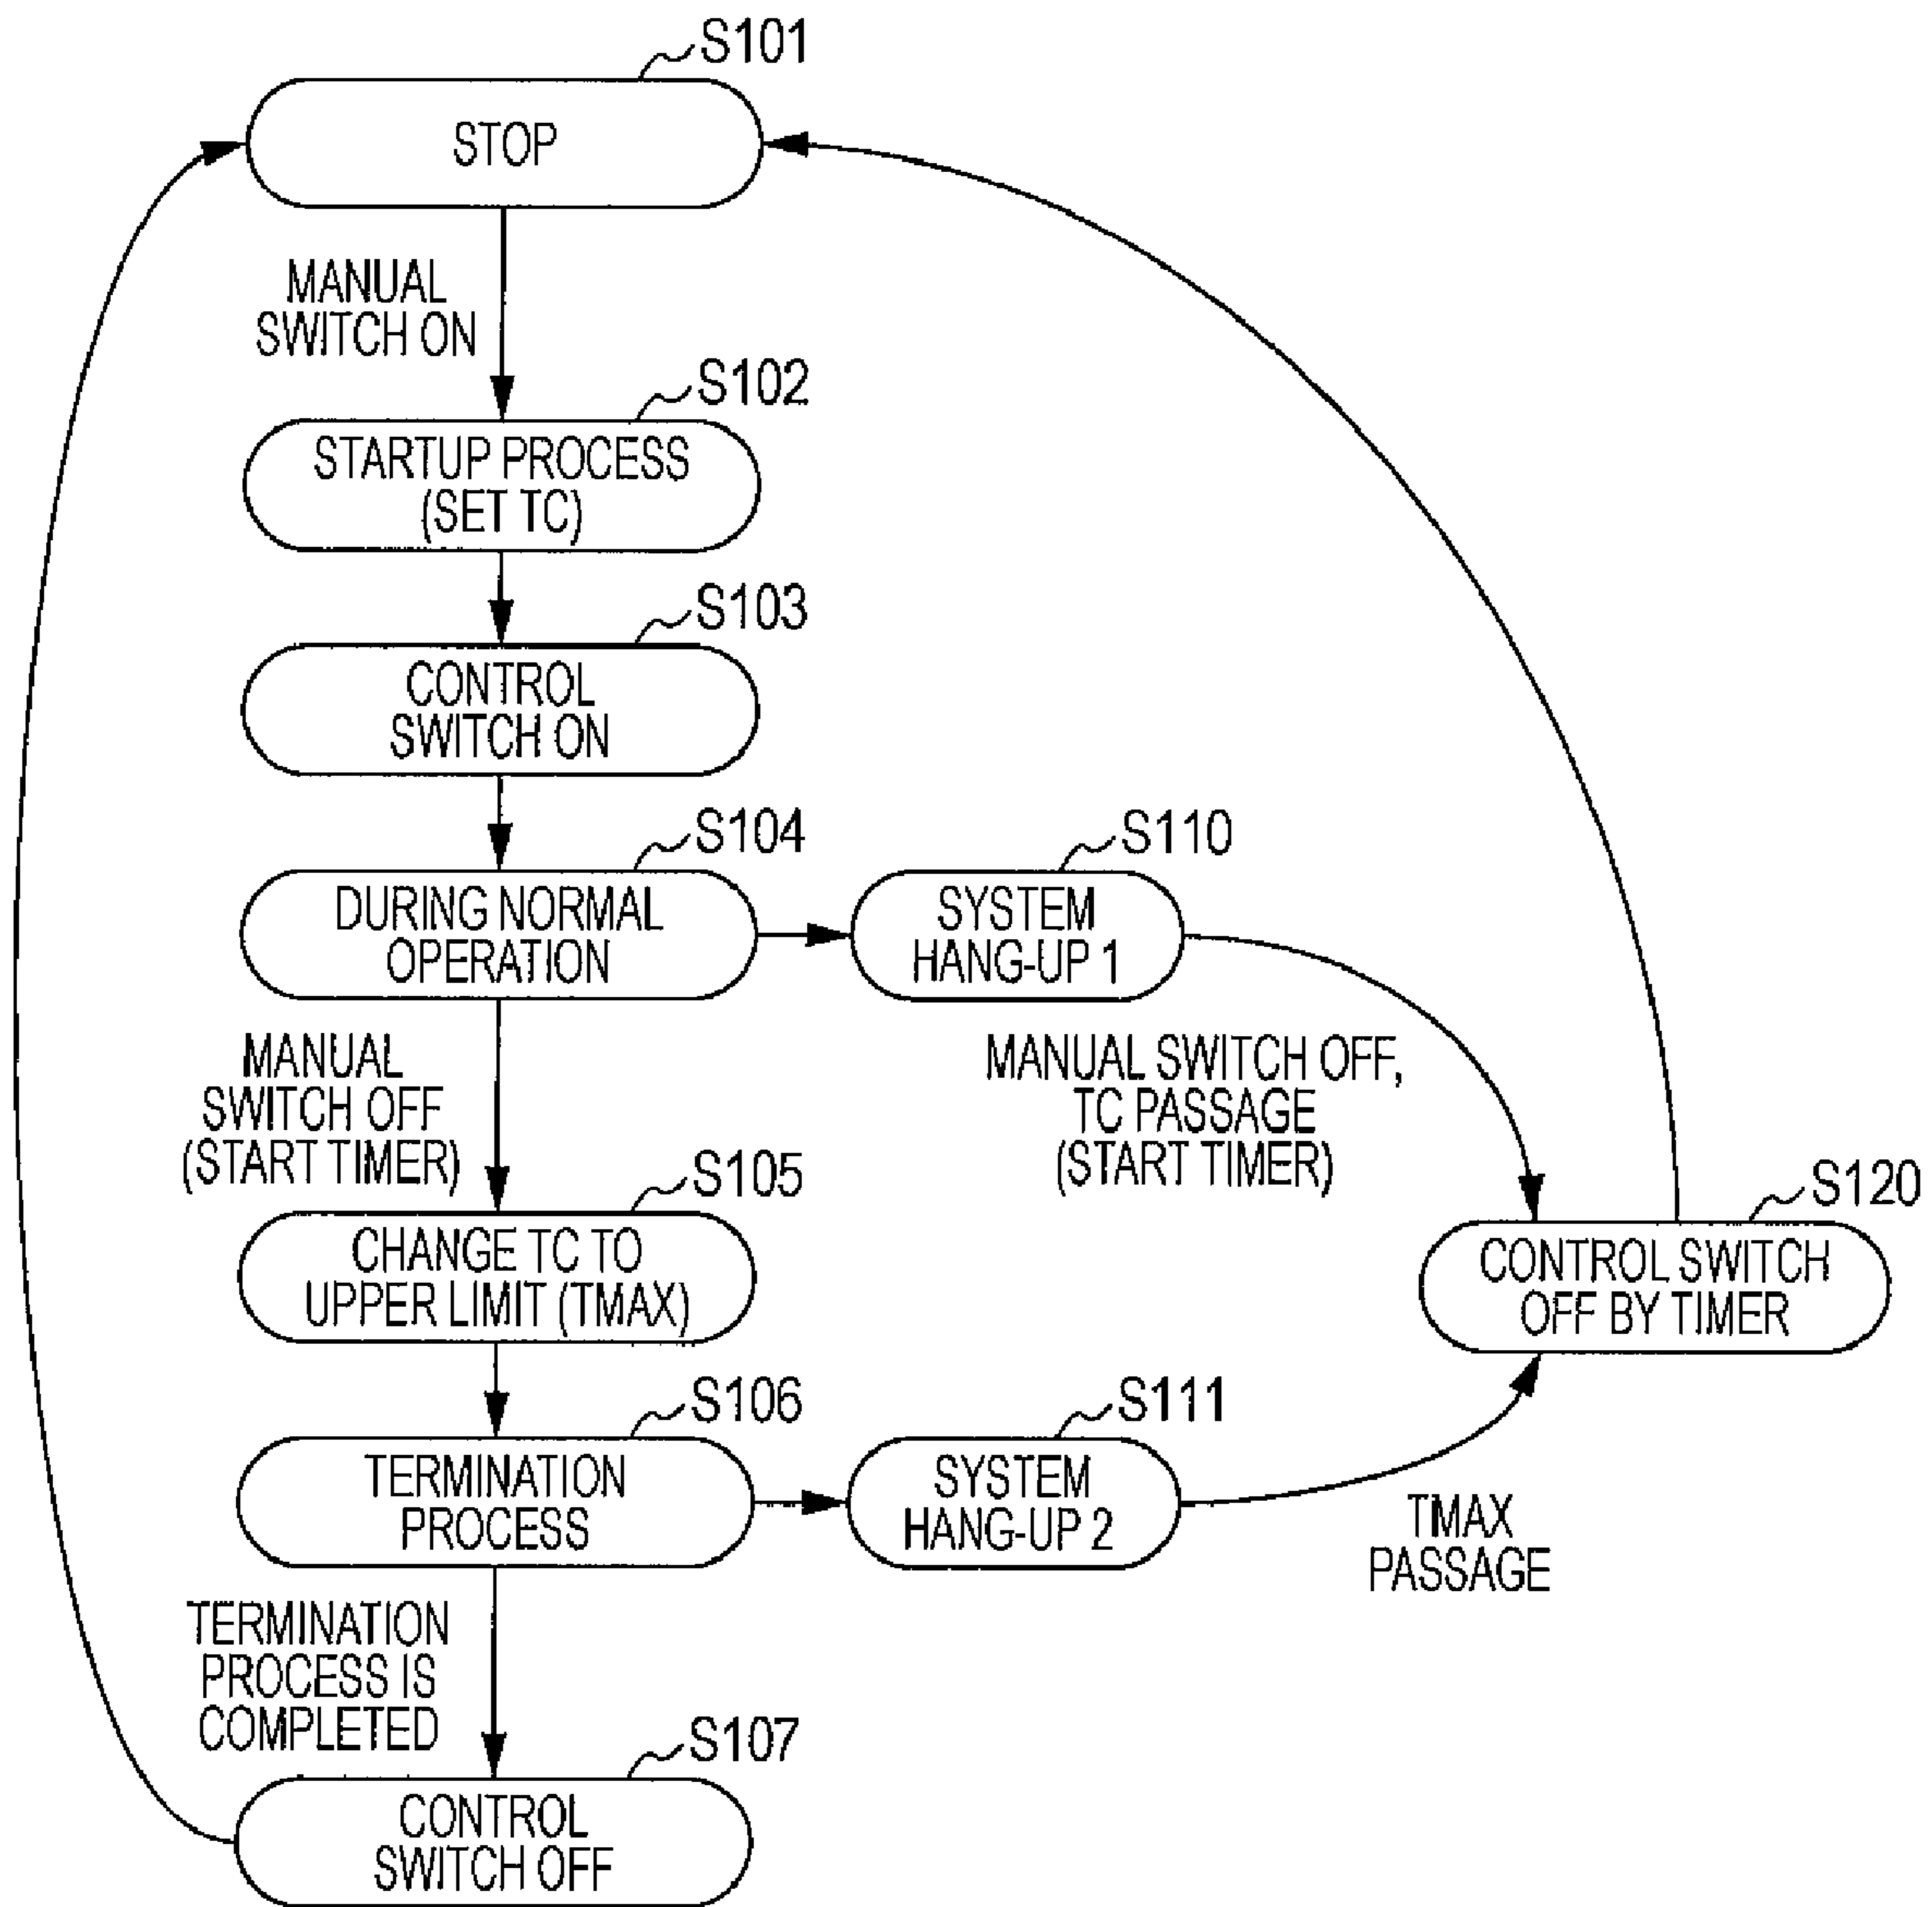 S101
STOP
MANUAL
SWITCH ON
S102
STARTUP PROCESS
(SET TC)
S103
CONTROL
SWITCH ON
S104
DURING NORMAL
OPERATION
S110
SYSTEM
HANG-UP 1
MANUAL
SWITCH OFF
(START TIMER)
MANUAL SWITCH OFF,
TC PASSAGE
(START TIMER)
S105
CHANGE TC TO
UPPER LIMIT (TMAX)
S120
CONTROL SWITCH
OFF BY TIMER
S106
TERMINATION
PROCESS
S111
SYSTEM
HANG-UP 2
TMAX
PASSAGE
TERMINATION
PROCESS IS
COMPLETED
S107
CONTROL
SWITCH OFF